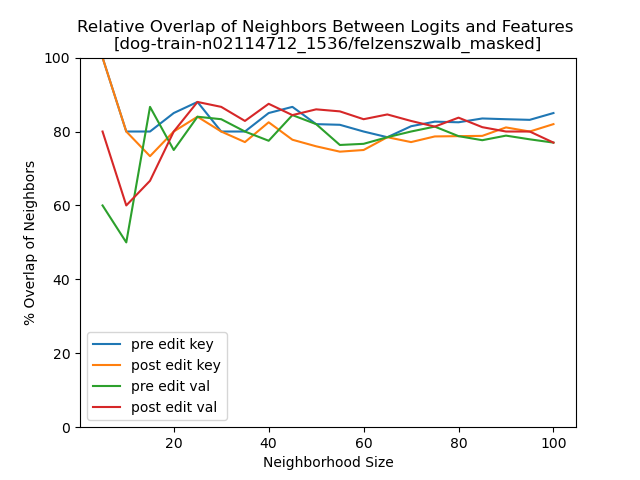 Relative Overlap of Neighbors Between Logits and Features
[dog-train-n02114712_1536/felzenszwalb_masked]
% Overlap of Neighbors
100
80
60
40
20
0
pre edit key
post edit key
pre edit val
post edit val
20 40 60 80 100
Neighborhood Size